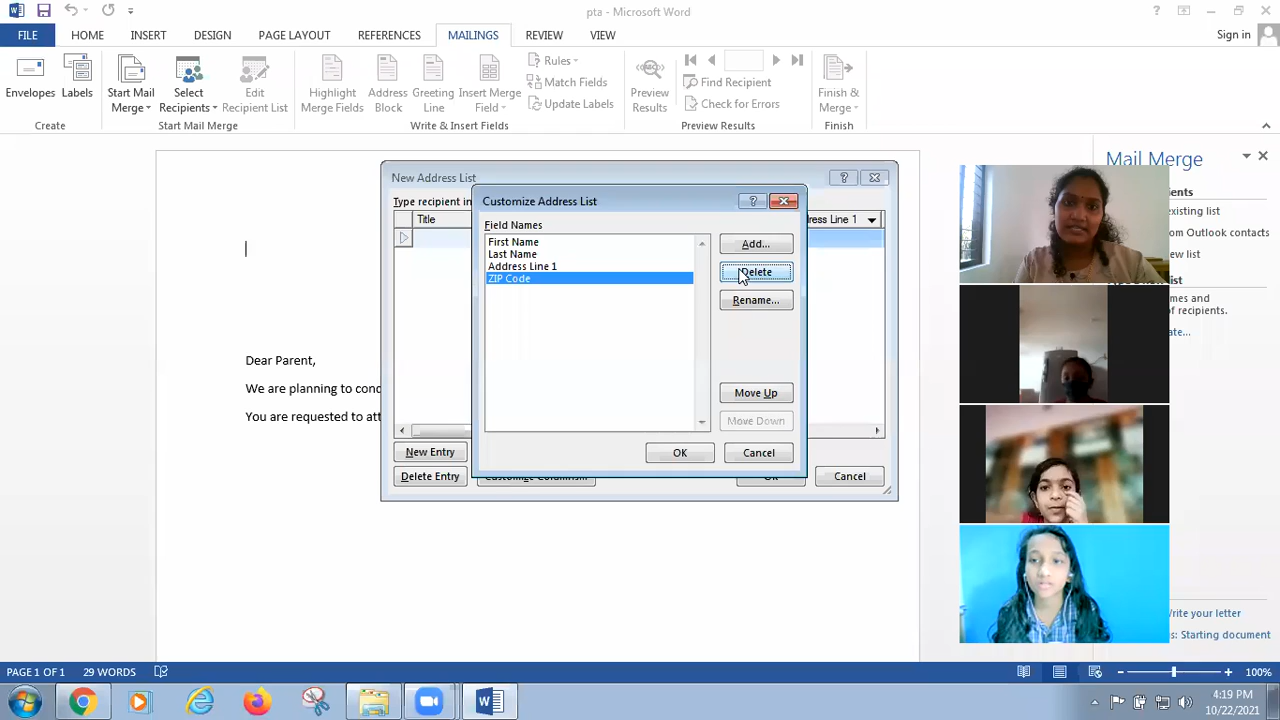 pta - Microsoft Word
FILE
HOME
INSERT
DESIGN
PAGE LAYOUT
REFERENCES
MAILINGS
REVIEW
VIEW
Sign in
Envelopes
Labels
Start Mail
Merge
Select
Recipients
Edit
Recipient List
Highlight
Merge Fields
Address
Block
Greeting
Line
Insert Merge
Field
Rules
Match Fields
Update Labels
Preview
Results
Find Recipient
Check for Errors
Finish &
Merge
Create
Start Mail Merge
Write & Insert Fields
Preview Results
Finish
Mail Merge
ents
existing list
om Outlook contacts
w list
list
mes and
of recipients.
ate...
Write your letter
s: Starting document
New Address List
Type recipient in
Title
ress Line 1
New Entry
Delete Entry
Customize Columns...
OK
Cancel
Customize Address List
Field Names
First Name
Last Name
Address Line 1
ZIP Code
Add...
Delete
Rename...
Move Up
Move Down
OK
Cancel
Dear Parent,
We are planning to cond
You are requested to att
PAGE 1 OF 1
29 WORDS
100%
4:19 PM
10/22/2021